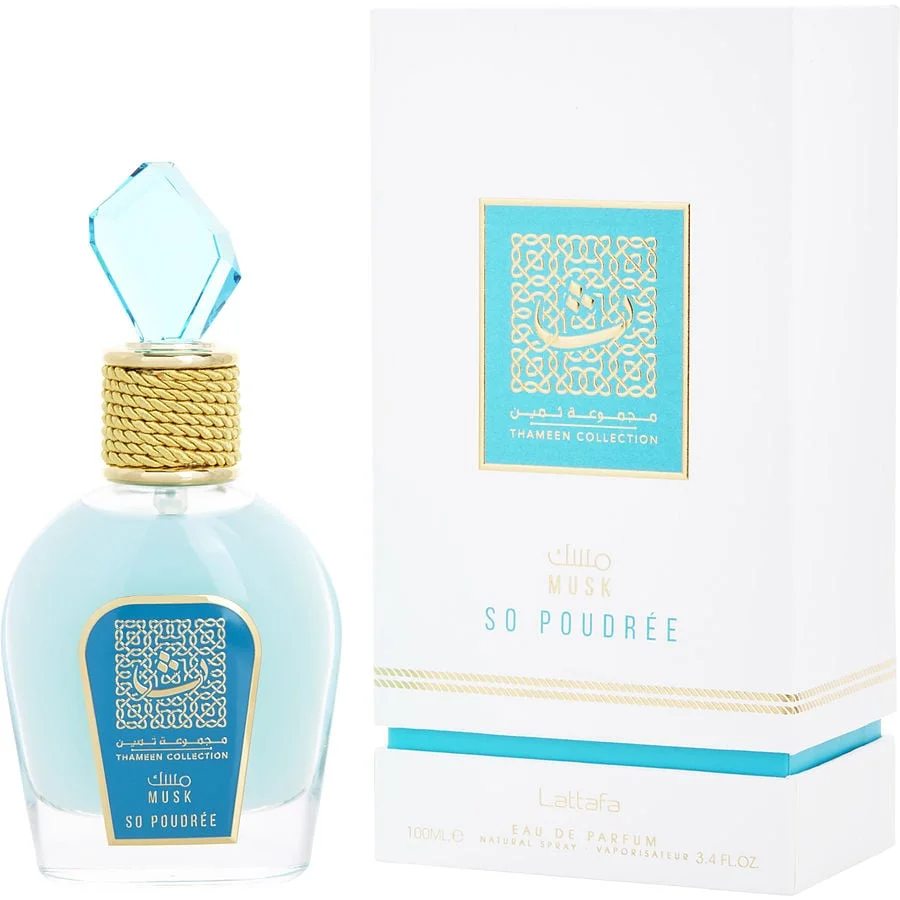 ث
مجموعة ثمين
THAMEEN COLLECTION
مسك
MUSK
SO POUDRÉE
ث
مجموعة ثمين
THAMEEN COLLECTION
مسك
MUSK
SO POUDRÉE
Lattafa
100ML ℮ EAU DE PARFUM
NATURAL SPRAY - VAPORISATEUR 3.4 FL.OZ.